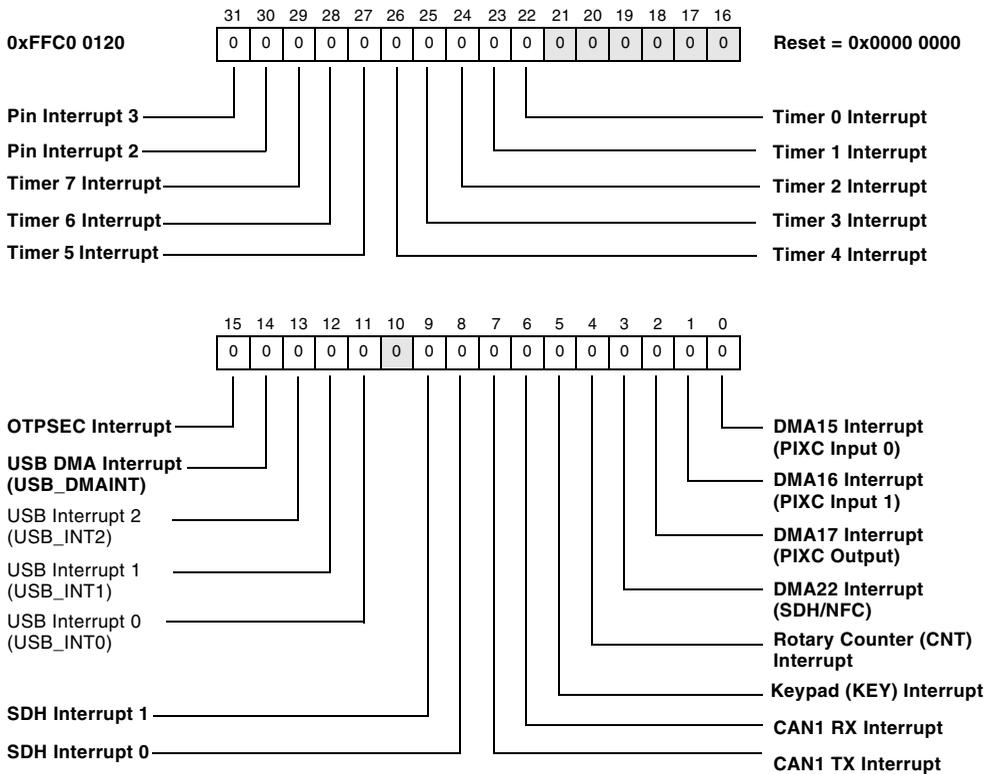 31 30 29 28 27 26 25 24 23 22 21 20 19 18 17 16
0xFFC0 0120
0 0 0 0 0 0 0 0 0 0 0 0 0 0 0 0
Reset = 0x0000 0000
Pin Interrupt 3
Pin Interrupt 2
Timer 7 Interrupt
Timer 6 Interrupt
Timer 5 Interrupt
Timer 0 Interrupt
Timer 1 Interrupt
Timer 2 Interrupt
Timer 3 Interrupt
Timer 4 Interrupt
15 14 13 12 11 10 9 8 7 6 5 4 3 2 1 0
0 0 0 0 0 0 0 0 0 0 0 0 0 0 0 0
OTPSEC Interrupt
USB DMA Interrupt
(USB_DMAINT)
USB Interrupt 2
(USB_INT2)
USB Interrupt 1
(USB_INT1)
USB Interrupt 0
(USB_INT0)
SDH Interrupt 1
SDH Interrupt 0
DMA15 Interrupt
(PIXC Input 0)
DMA16 Interrupt
(PIXC Input 1)
DMA17 Interrupt
(PIXC Output)
DMA22 Interrupt
(SDH/NFC)
Rotary Counter (CNT)
Interrupt
Keypad (KEY) Interrupt
CAN1 RX Interrupt
CAN1 TX Interrupt